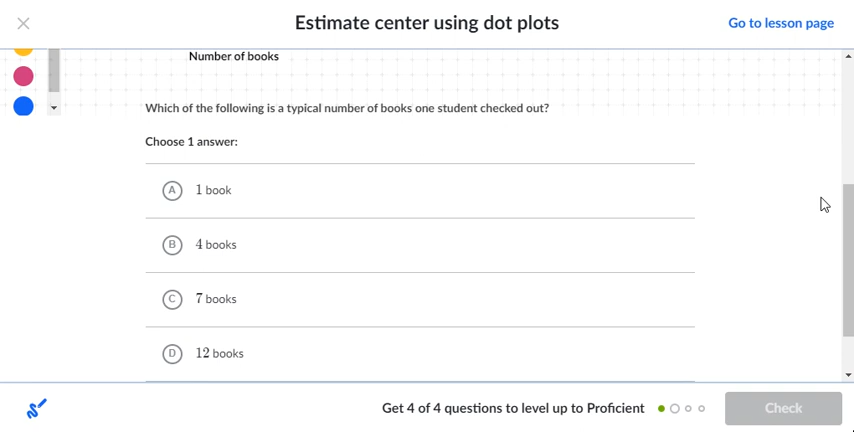 Estimate center using dot plots
Go to lesson page
Number of books
Which of the following is a typical number of books one student checked out?
Choose 1 answer:
A 1 book
B 4 books
C 7 books
D 12 books
Get 4 of 4 questions to level up to Proficient
Check